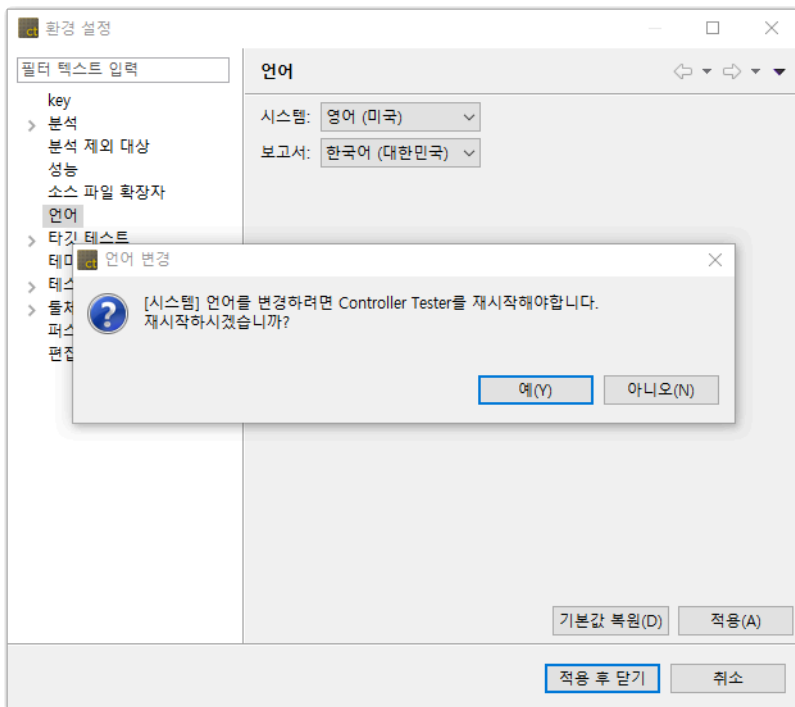 ct 환경 설정
필터 텍스트 입력
key
분석
분석 제외 대상
성능
소스 파일 확장자
언어
타깃 테스트
언어
시스템: 영어 (미국)
보고서: 한국어 (대한민국)
ct 언어 변경
[시스템] 언어를 변경하려면 Controller Tester를 재시작해야합니다.
재시작하시겠습니까?
예(Y) 아니오(N)
기본값 복원(D) 적용(A)
적용 후 닫기 취소